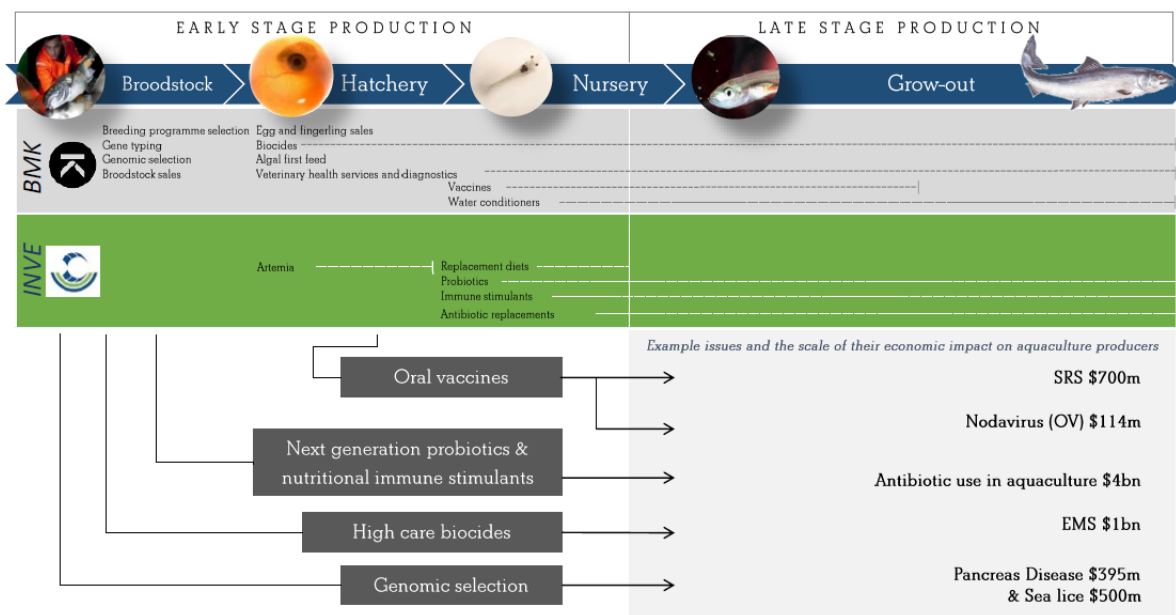 EARLY STAGE PRODUCTION
LATE STAGE PRODUCTION
Broodstock
Hatchery
Nursery
Grow-out
BMK
K
Breeding programme selection
Gene typing
Genomic selection
Broodstock sales
Egg and fingerling sales
Biocides
Algal first feed
Veterinary health services and diagnostics
Vaccines
Water conditioners
INVE
Artemia
Replacement diets
Probiotics
Immune stimulants
Antibiotic replacements
Example issues and the scale of their economic impact on aquaculture producers
Oral vaccines
SRS $700m
Nodavirus (OV) $114m
Next generation probiotics &
nutritional immune stimulants
Antibiotic use in aquaculture $4bn
High care biocides
EMS $1bn
Genomic selection
Pancreas Disease $395m
& Sea lice $500m